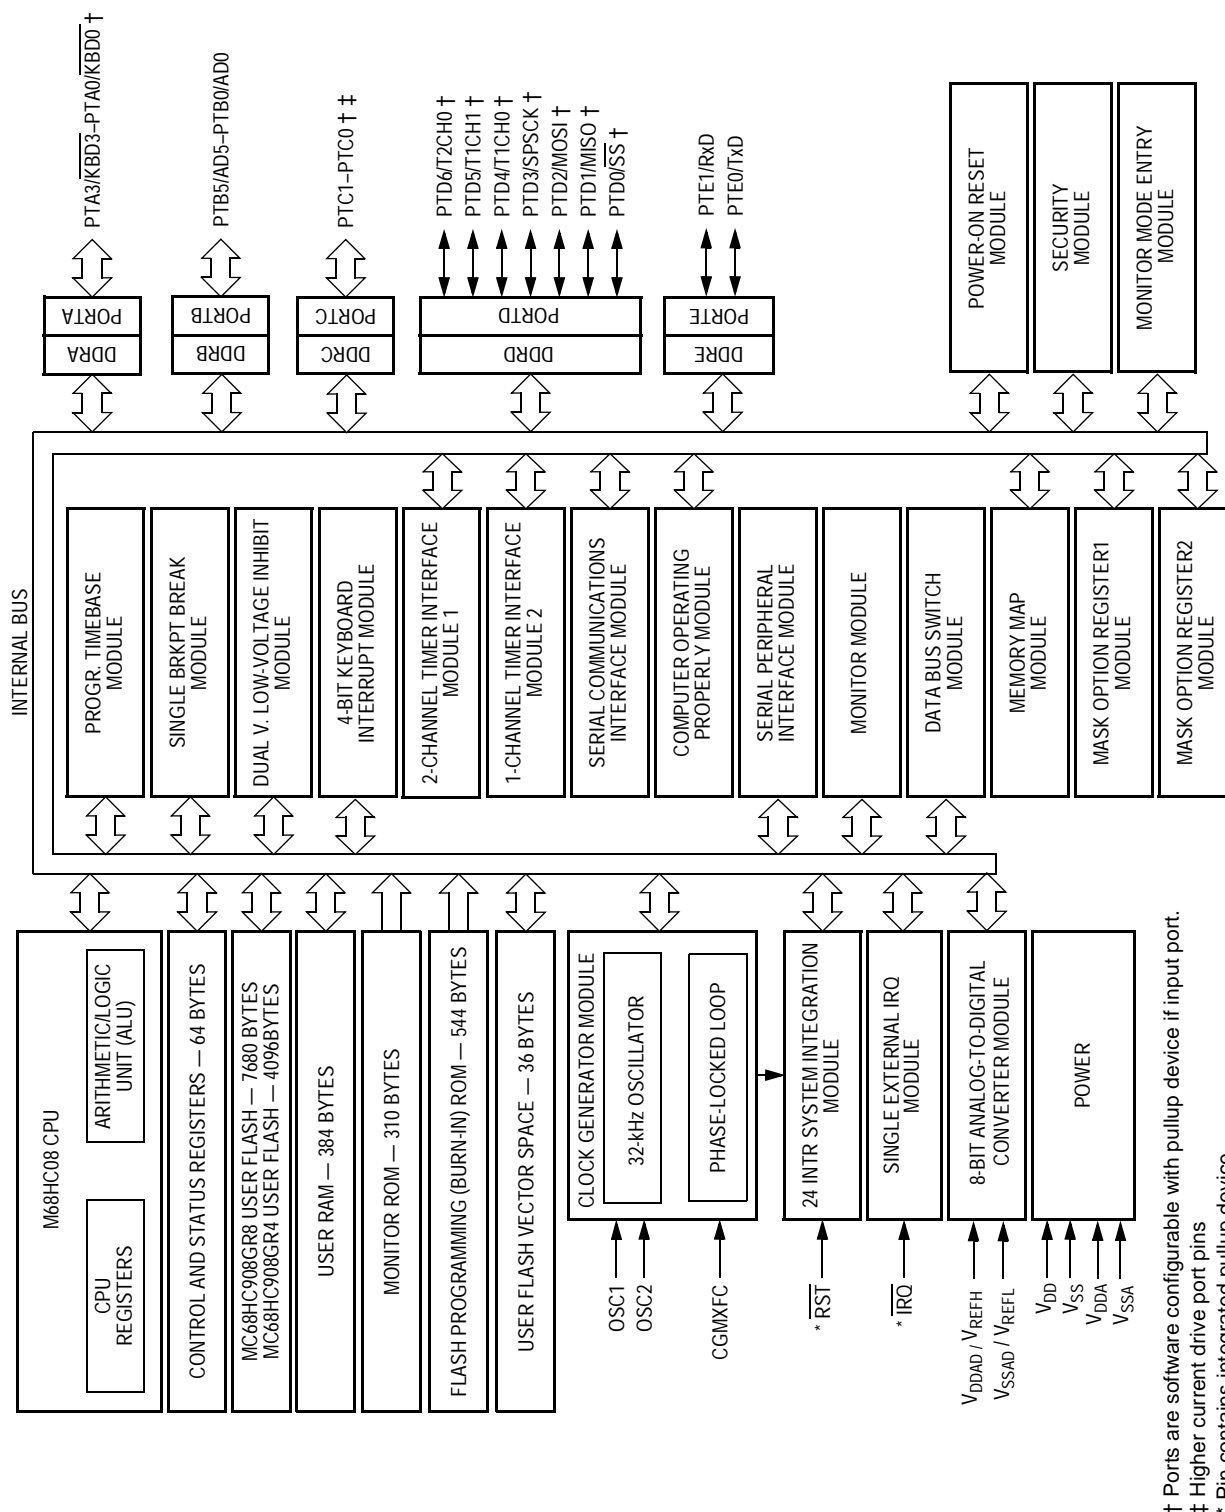 INTERNAL BUS
M68HC08 CPU
CPU
REGISTERS
ARITHMETIC/LOGIC
UNIT (ALU)
CONTROL AND STATUS REGISTERS — 64 BYTES
MC68HC908GR8 USER FLASH — 7680 BYTES
MC68HC908GR4 USER FLASH — 4096BYTES
USER RAM — 384 BYTES
MONITOR ROM — 310 BYTES
FLASH PROGRAMMING (BURN-IN) ROM — 544 BYTES
USER FLASH VECTOR SPACE — 36 BYTES
CLOCK GENERATOR MODULE
32-kHz OSCILLATOR
PHASE-LOCKED LOOP
OSC1
OSC2
CGMXFC
24 INTR SYSTEM INTEGRATION
MODULE
* RST
SINGLE EXTERNAL IRQ
MODULE
* IRQ
8-BIT ANALOG-TO-DIGITAL
CONVERTER MODULE
VDDAD / VREFH
VSSAD / VREFL
POWER
VDD
VSS
VDDA
VSSA
PROGR. TIMEBASE
MODULE
SINGLE BRKPT BREAK
MODULE
DUAL V. LOW-VOLTAGE INHIBIT
MODULE
4-BIT KEYBOARD
INTERRUPT MODULE
2-CHANNEL TIMER INTERFACE
MODULE 1
1-CHANNEL TIMER INTERFACE
MODULE 2
SERIAL COMMUNICATIONS
INTERFACE MODULE
COMPUTER OPERATING
PROPERLY MODULE
SERIAL PERIPHERAL
INTERFACE MODULE
MONITOR MODULE
DATA BUS SWITCH
MODULE
MEMORY MAP
MODULE
MASK OPTION REGISTER1
MODULE
MASK OPTION REGISTER2
MODULE
DDRA
PORTA
PTA3/KBD3–PTA0/KBD0 †
DDRB
PORTB
PTB5/AD5–PTB0/AD0
DDRC
PORTC
PTC1–PTC0 † ‡
DDRD
PORTD
PTD6/T2CH0 †
PTD5/T1CH1 †
PTD4/T1CH0 †
PTD3/SPSCK †
PTD2/MOSI †
PTD1/MISO †
PTD0/SS †
DDRE
PORTE
PTE1/RxD
PTE0/TxD
POWER-ON RESET
MODULE
SECURITY
MODULE
MONITOR MODE ENTRY
MODULE
† Ports are software configurable with pullup device if input port.
‡ Higher current drive port pins
* Pin contains integrated pullup device